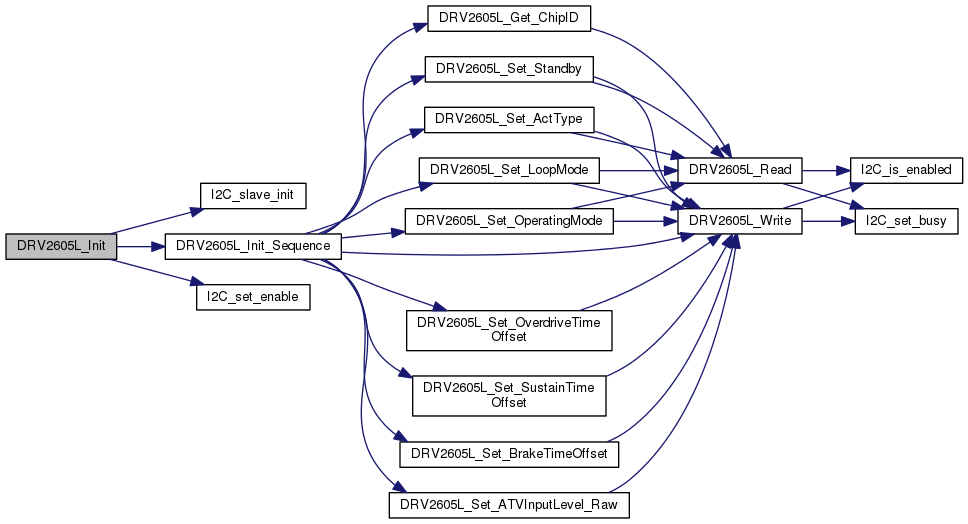 DRV2605L_Get_ChipID
DRV2605L_Set_Standby
DRV2605L_Set_ActType
DRV2605L_Set_LoopMode
DRV2605L_Read
I2C_is_enabled
I2C_slave_init
DRV2605L_Set_OperatingMode
DRV2605L_Write
I2C_set_busy
DRV2605L_Init
DRV2605L_Init_Sequence
I2C_set_enable
DRV2605L_Set_OverdriveTime
Offset
DRV2605L_Set_SustainTime
Offset
DRV2605L_Set_BrakeTimeOffset
DRV2605L_Set_ATVInputLevel_Raw